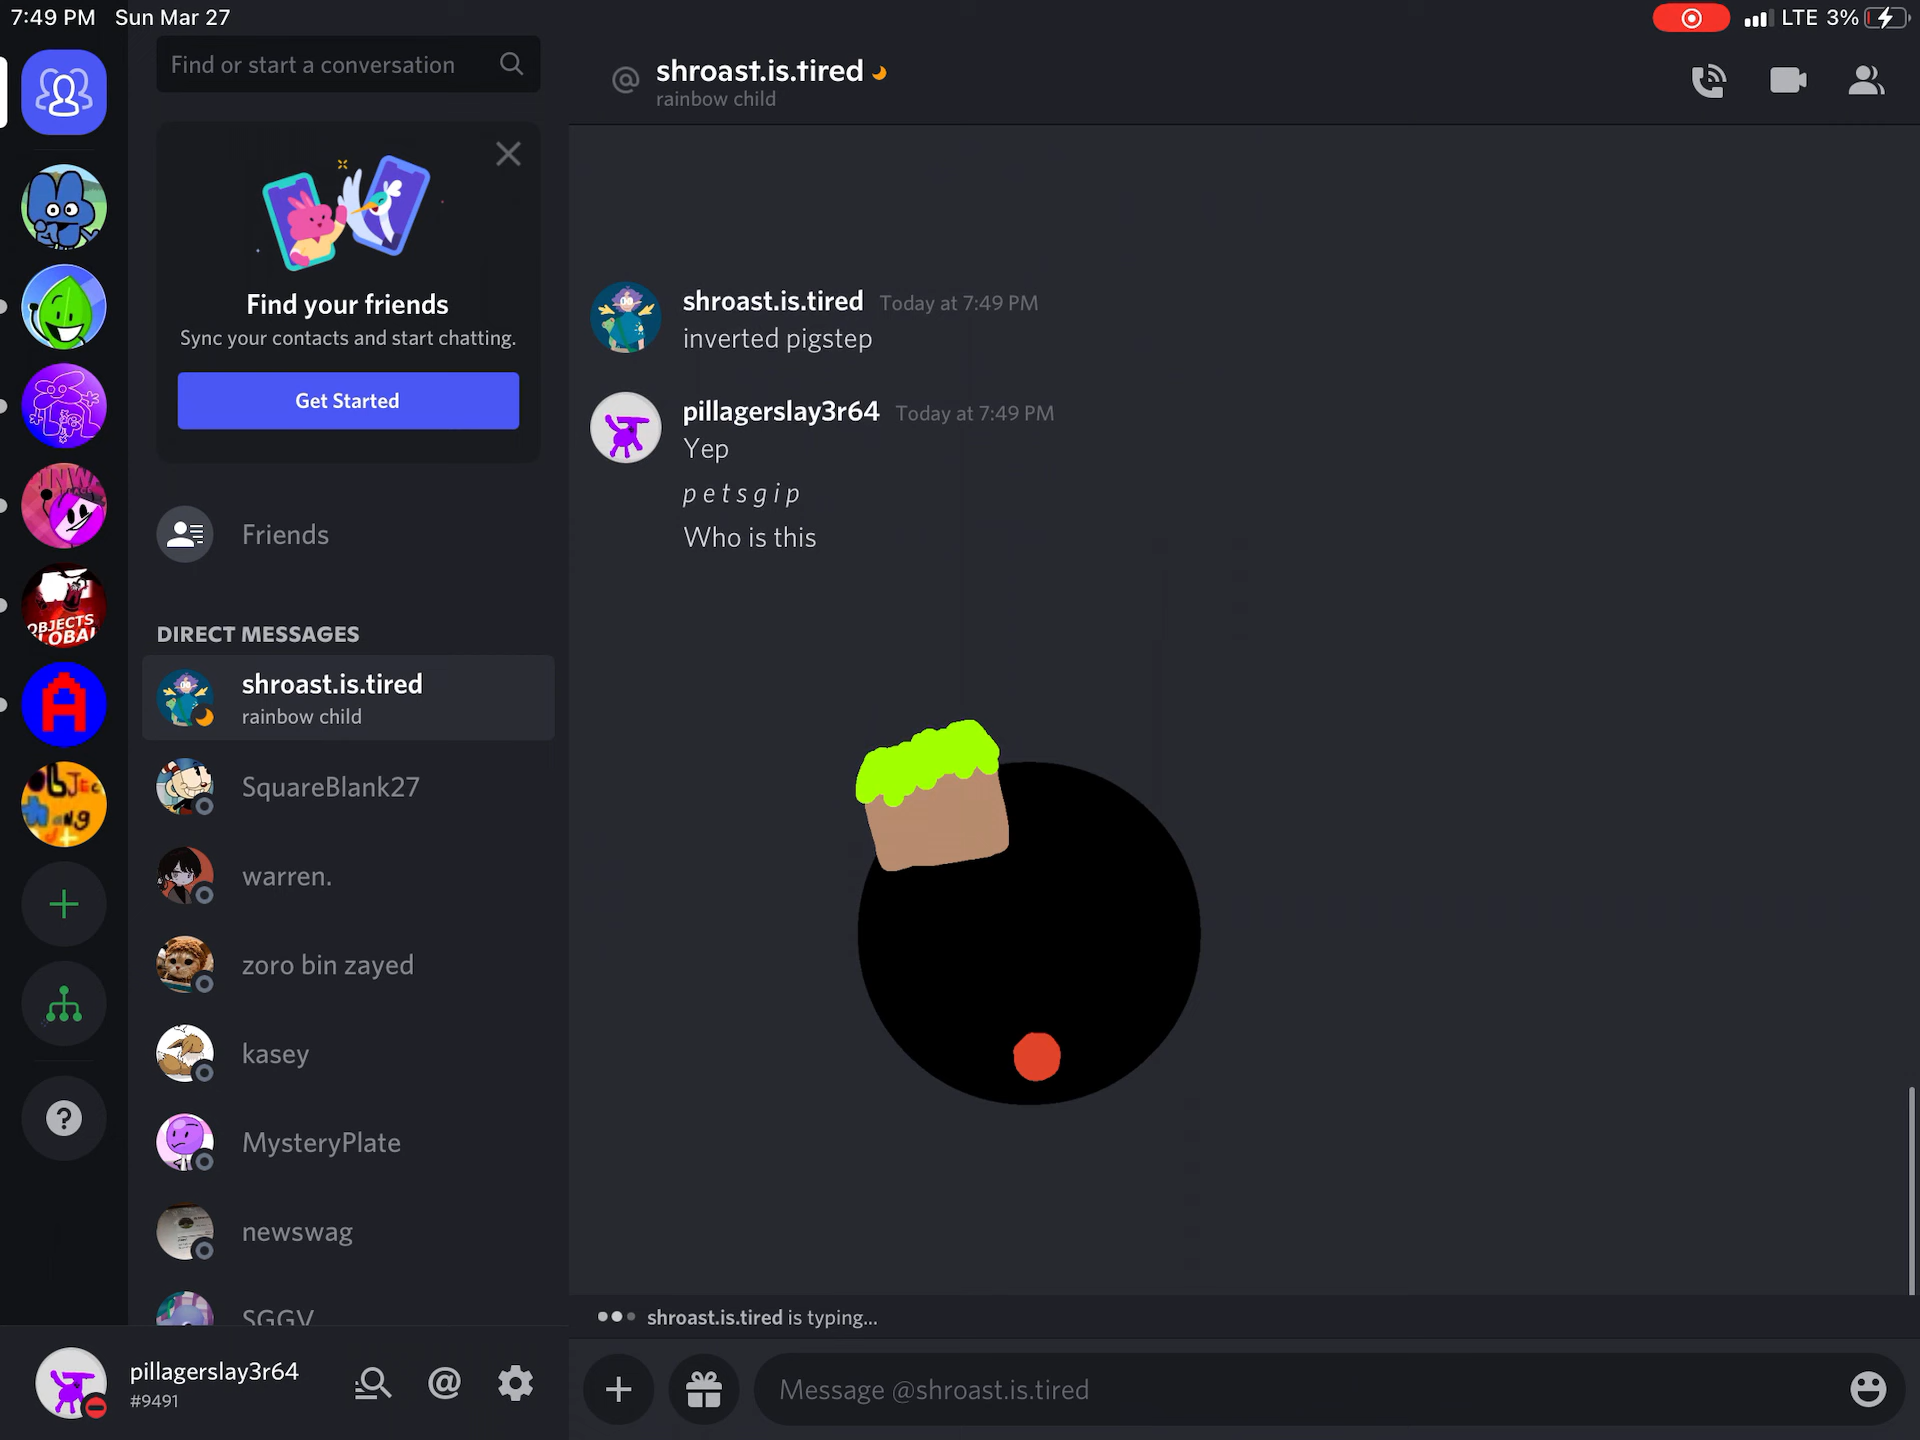 7:49 PM Sun Mar 27
LTE 3%
Find or start a conversation
Find your friends
Sync your contacts and start chatting.
Get Started
Friends
DIRECT MESSAGES
shroast.is.tired
rainbow child
SquareBlank27
warren.
zoro bin zayed
kasey
MysteryPlate
newswag
SGGV
pillagerslay3r64
#9491
shroast.is.tired
rainbow child
shroast.is.tired Today at 7:49 PM
inverted pigstep
pillagerslay3r64 Today at 7:49 PM
Yep
p e t s g i p
Who is this
shroast.is.tired is typing...
Message @shroast.is.tired
OBJECTS
A